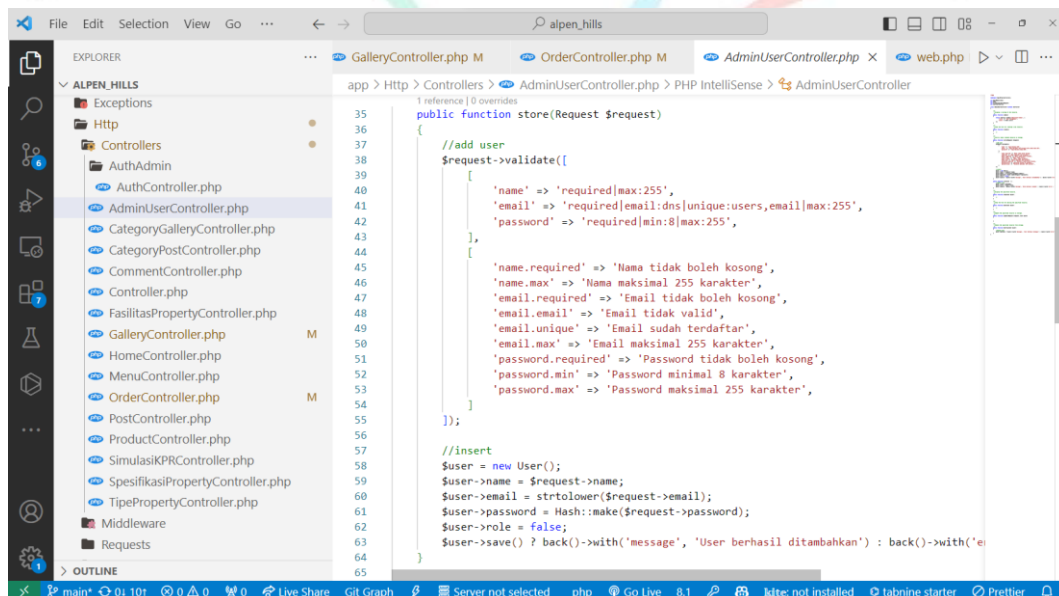 File Edit Selection View Go ··· alpen_hills
EXPLORER ···
GalleryController.php M OrderController.php M AdminUserController.php web.php
ALPEN_HILLS
app > Http > Controllers > AdminUserController.php > PHP IntelliSense > AdminUserController
Exceptions
Http
Controllers
AuthAdmin
AuthController.php
AdminUserController.php
CategoryGalleryController.php
CategoryPostController.php
CommentController.php
Controller.php
FasilitasPropertyController.php
GalleryController.php M
HomeController.php
MenuController.php
OrderController.php M
PostController.php
ProductController.php
SimulasiKPRController.php
SpesifikasiPropertyController.php
TipePropertyController.php
Middleware
Requests
OUTLINE
6
7
1
1 reference | 0 overrides
35 public function store(Request $request)
36 {
37 //add user
38 $request->validate([
39 [
40 'name' => 'required|max:255',
41 'email' => 'required|email:dns|unique:users,email|max:255',
42 'password' => 'required|min:8|max:255',
43 ],
44 [
45 'name.required' => 'Nama tidak boleh kosong',
46 'name.max' => 'Nama maksimal 255 karakter',
47 'email.required' => 'Email tidak boleh kosong',
48 'email.email' => 'Email tidak valid',
49 'email.unique' => 'Email sudah terdaftar',
50 'email.max' => 'Email maksimal 255 karakter',
51 'password.required' => 'Password tidak boleh kosong',
52 'password.min' => 'Password minimal 8 karakter',
53 'password.max' => 'Password maksimal 255 karakter',
54 ]
55 ]);
56
57 //insert
58 $user = new User();
59 $user->name = $request->name;
60 $user->email = strtolower($request->email);
61 $user->password = Hash::make($request->password);
62 $user->role = false;
63 $user->save() ? back()->with('message', 'User berhasil ditambahkan') : back()->with('e
64 }
65
main* 0↓ 10↑ 0 0 0 Live Share Git Graph Server not selected php Go Live 8.1 kite: not installed tabnine starter Prettier